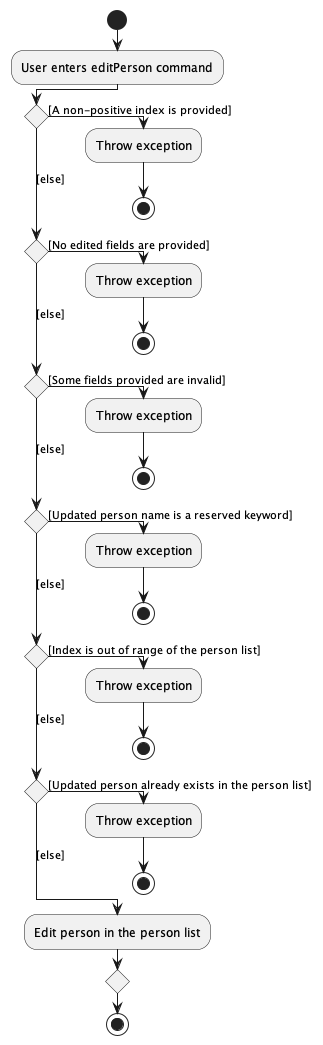 User enters editPerson command
[A non-positive index is provided]
Throw exception
[else]
[No edited fields are provided]
Throw exception
[else]
[Some fields provided are invalid]
Throw exception
[else]
[Updated person name is a reserved keyword]
Throw exception
[else]
[Index is out of range of the person list]
Throw exception
[else]
[Updated person already exists in the person list]
Throw exception
[else]
Edit person in the person list